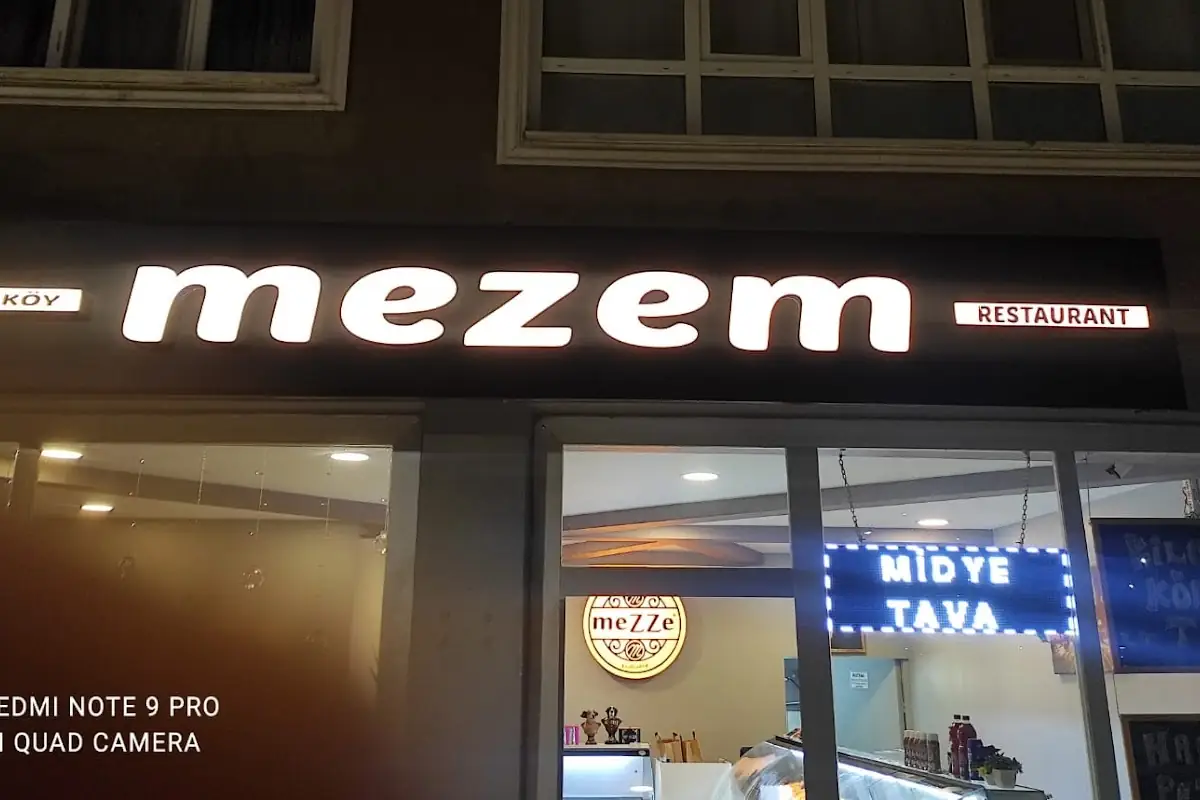 KÖY
mezem
RESTAURANT
MİDYE
TAVA
meZZe
EDMI NOTE 9 PRO
QUAD CAMERA